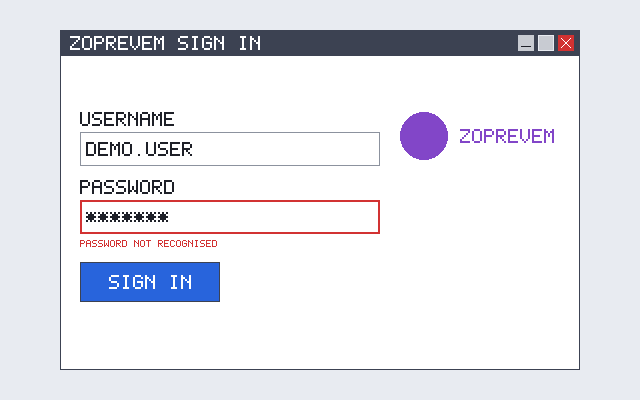 ZOPREVEM SIGN IN
USERNAME
DEMO.USER
ZOPREVEM
PASSWORD
*******
PASSWORD NOT RECOGNISED
SIGN IN